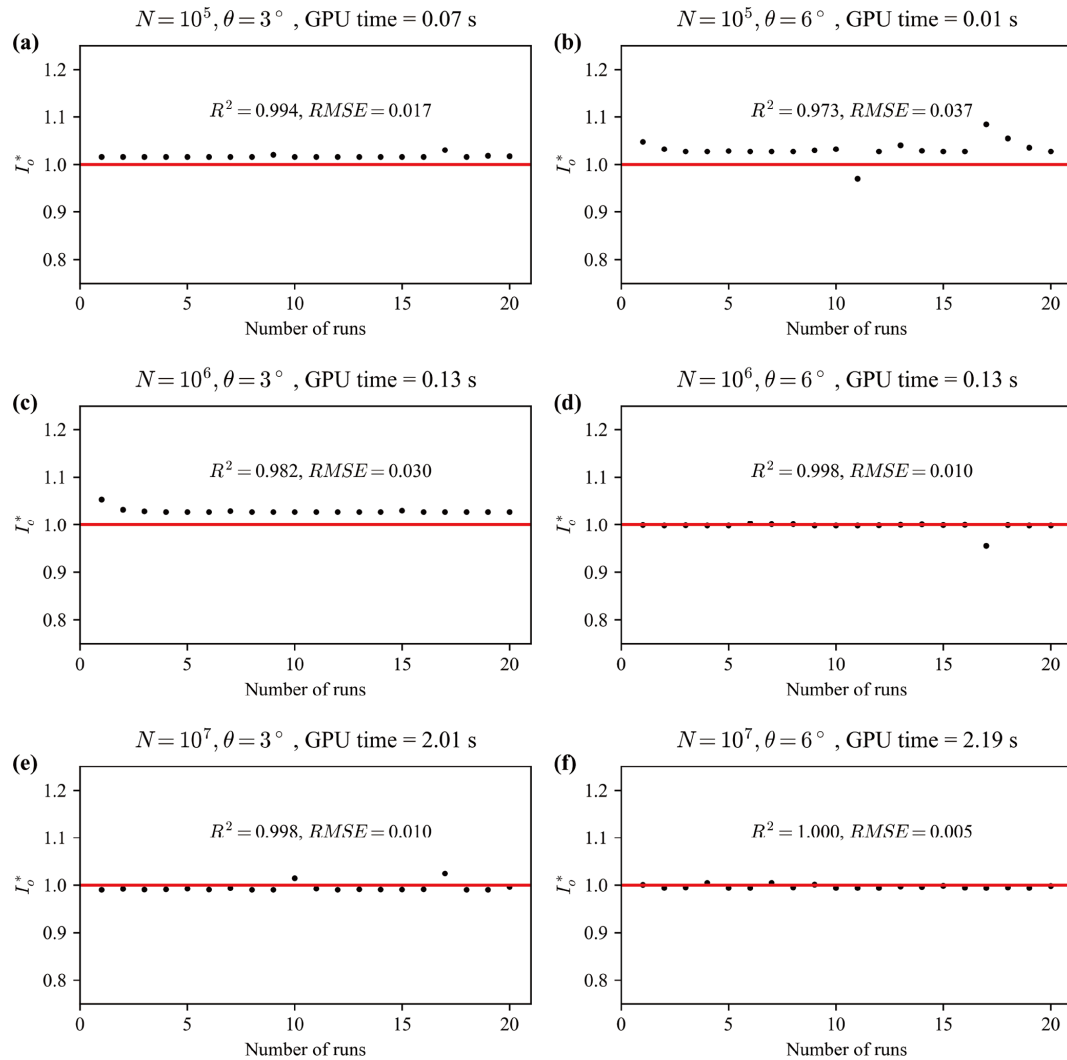 N = 10^5, θ = 3°, GPU time = 0.07 s
(a)
1.2
1.1
1.0
0.9
0.8
I_o^*
R^2 = 0.994, RMSE = 0.017
0 5 10 15 20
Number of runs
N = 10^5, θ = 6°, GPU time = 0.01 s
(b)
1.2
1.1
1.0
0.9
0.8
I_o^*
R^2 = 0.973, RMSE = 0.037
0 5 10 15 20
Number of runs
N = 10^6, θ = 3°, GPU time = 0.13 s
(c)
1.2
1.1
1.0
0.9
0.8
I_o^*
R^2 = 0.982, RMSE = 0.030
0 5 10 15 20
Number of runs
N = 10^6, θ = 6°, GPU time = 0.13 s
(d)
1.2
1.1
1.0
0.9
0.8
I_o^*
R^2 = 0.998, RMSE = 0.010
0 5 10 15 20
Number of runs
N = 10^7, θ = 3°, GPU time = 2.01 s
(e)
1.2
1.1
1.0
0.9
0.8
I_o^*
R^2 = 0.998, RMSE = 0.010
0 5 10 15 20
Number of runs
N = 10^7, θ = 6°, GPU time = 2.19 s
(f)
1.2
1.1
1.0
0.9
0.8
I_o^*
R^2 = 1.000, RMSE = 0.005
0 5 10 15 20
Number of runs